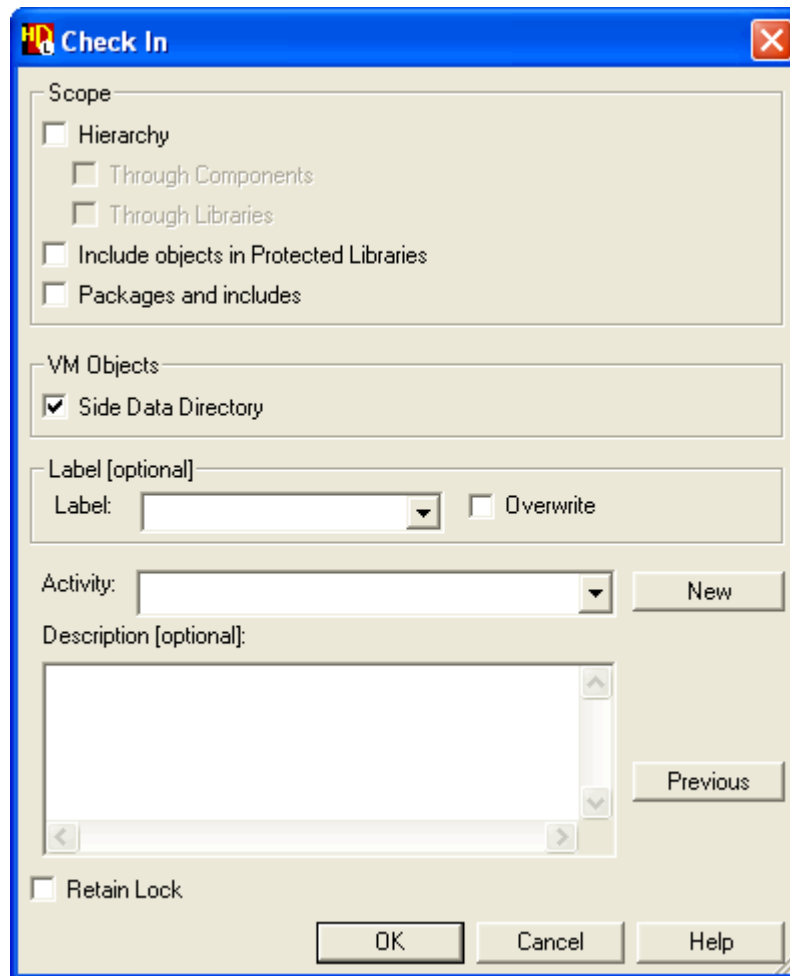 HDL Check In
Scope
Hierarchy
Through Components
Through Libraries
Include objects in Protected Libraries
Packages and includes
VM Objects
Side Data Directory
Label [optional]
Label: Overwrite
Activity: New
Description [optional]:
Previous
Retain Lock
OK Cancel Help